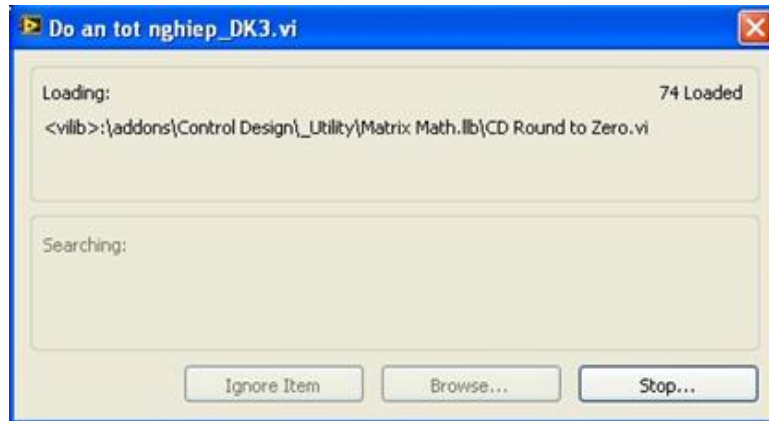 Do an tot nghiep_DK3.vi
Loading: 74 Loaded
<vilib>:\addons\Control Design\_Utility\Matrix Math.llb\CD Round to Zero.vi
Searching:
Ignore Item Browse... Stop...